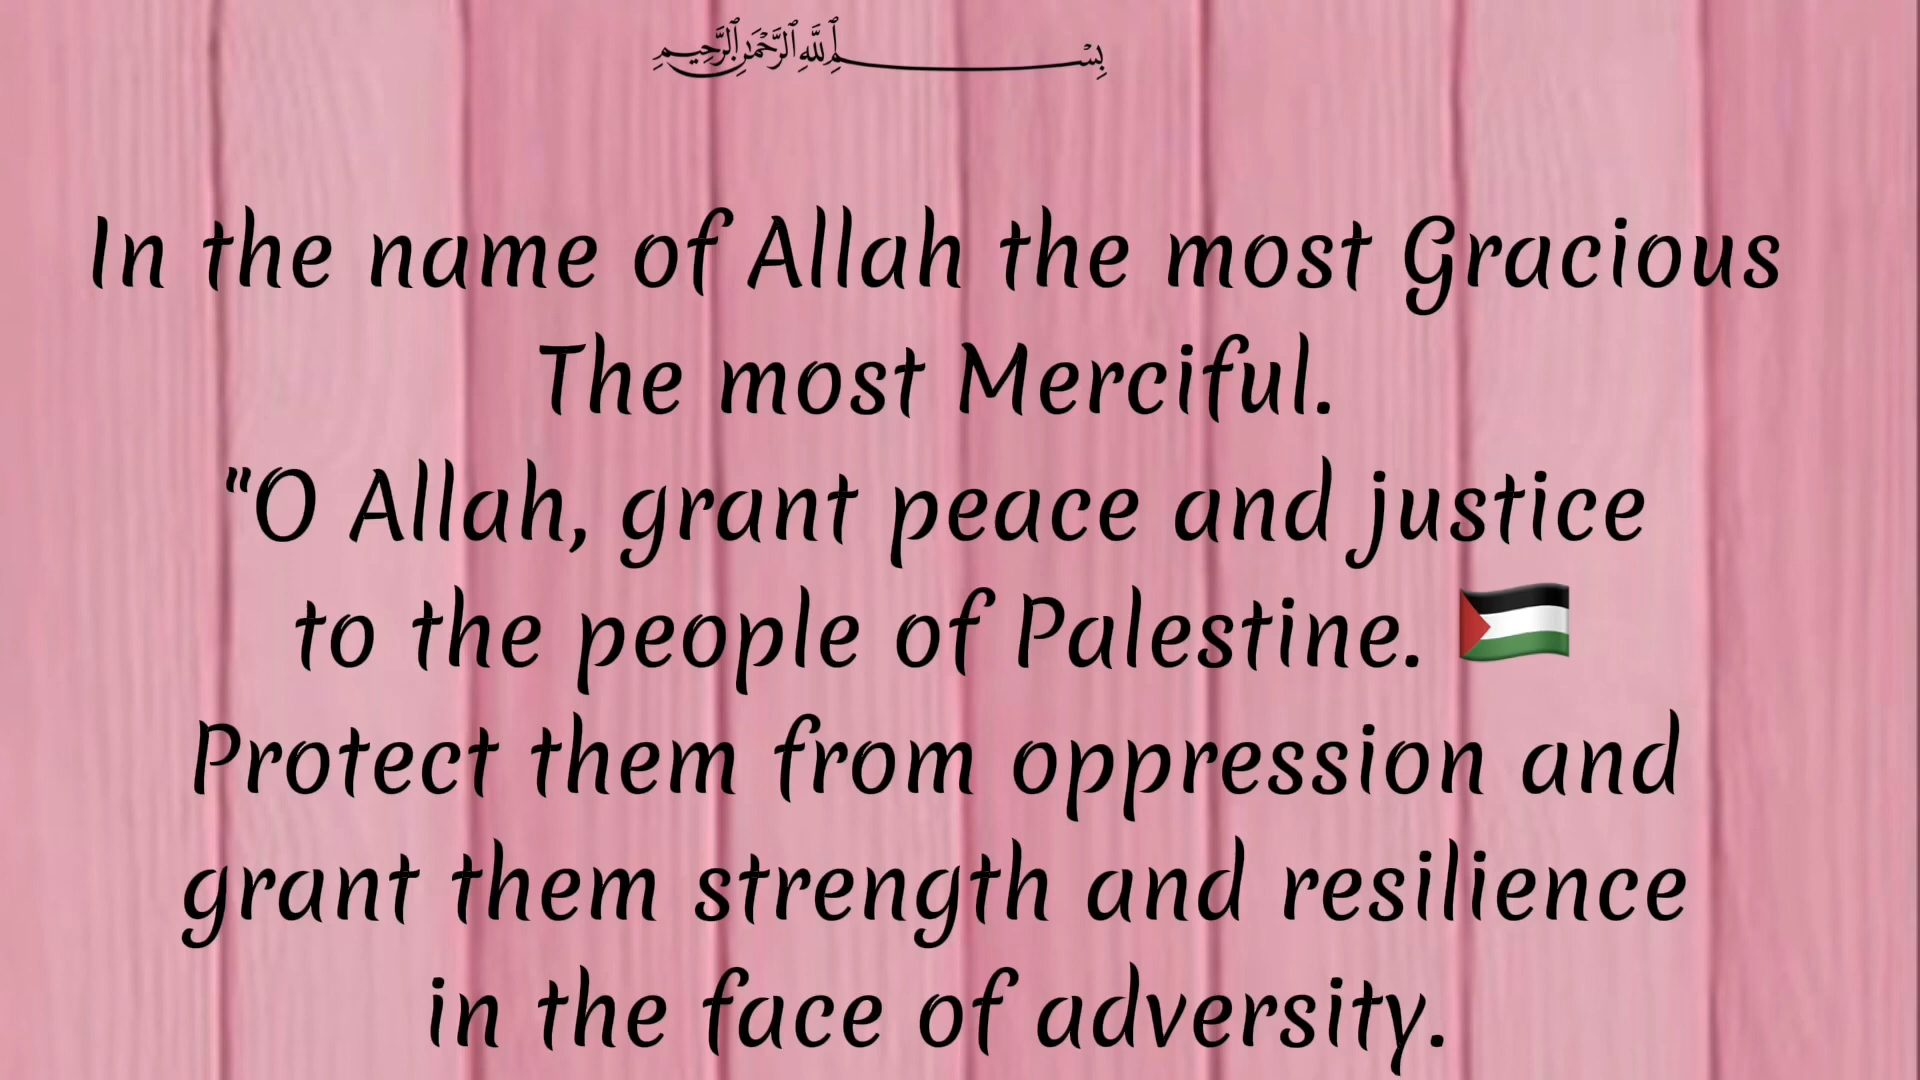 بِسْمِ ٱللَّهِ ٱلرَّحْمَٰنِ ٱلرَّحِيمِ
In the name of Allah the most Gracious
The most Merciful.
"O Allah, grant peace and justice
to the people of Palestine. 🇵🇸
Protect them from oppression and
grant them strength and resilience
in the face of adversity.